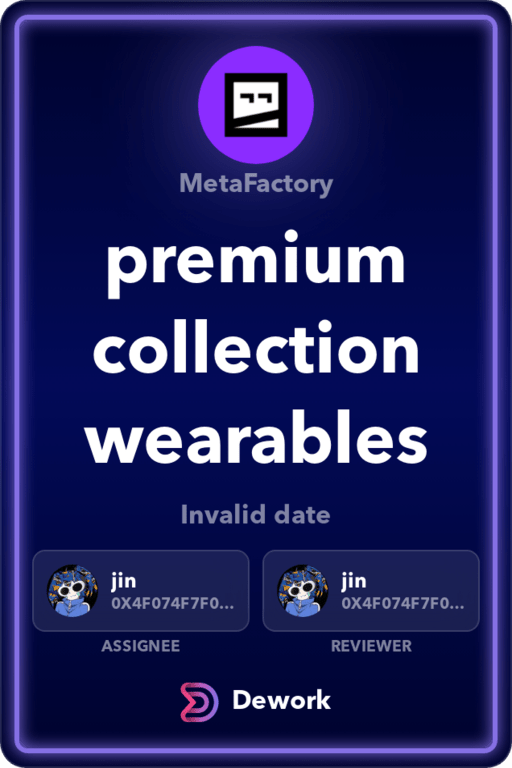 MetaFactory
premium
collection
wearables
Invalid date
jin
0X4F074F7F0...
jin
0X4F074F7F0...
ASSIGNEE
REVIEWER
Dework